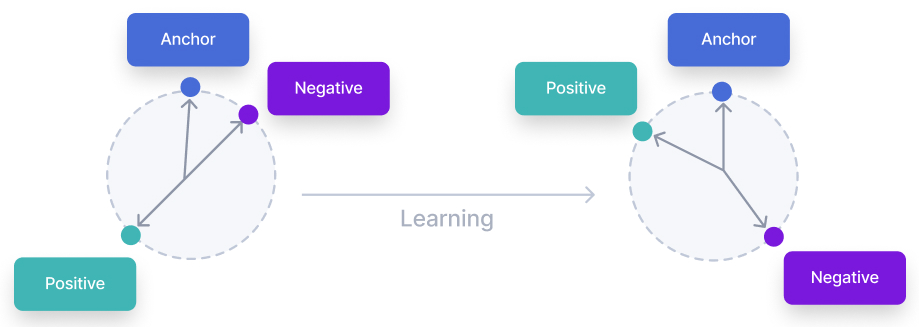 Anchor
Negative
Positive
Learning
Anchor
Positive
Negative